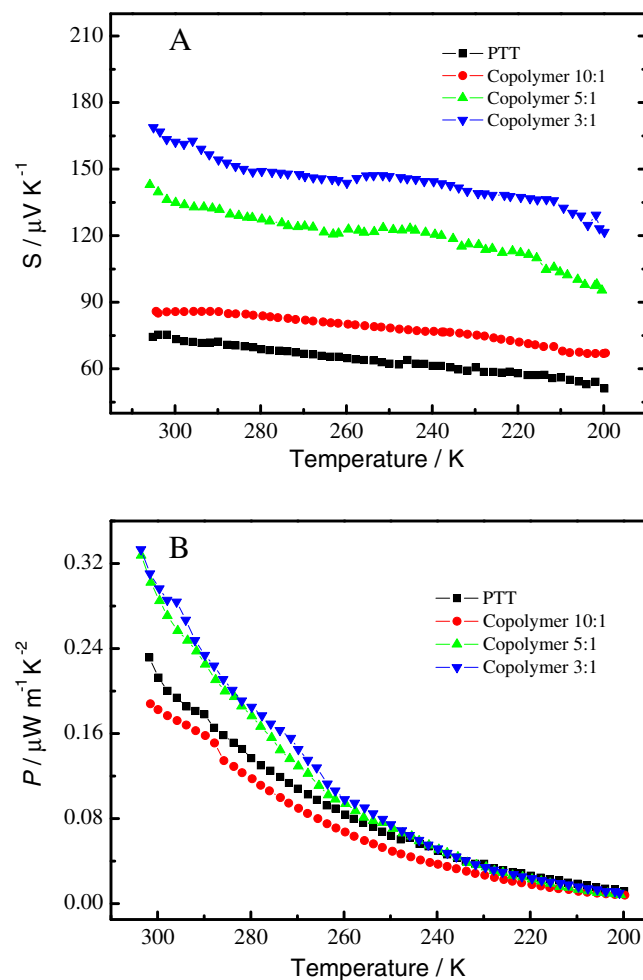 A
PTT
Copolymer 10:1
Copolymer 5:1
Copolymer 3:1
210
180
150
120
90
60
S / μV K⁻¹
300 280 260 240 220 200
Temperature / K
B
PTT
Copolymer 10:1
Copolymer 5:1
Copolymer 3:1
0.32
0.24
0.16
0.08
0.00
P / μW m⁻¹ K⁻²
300 280 260 240 220 200
Temperature / K